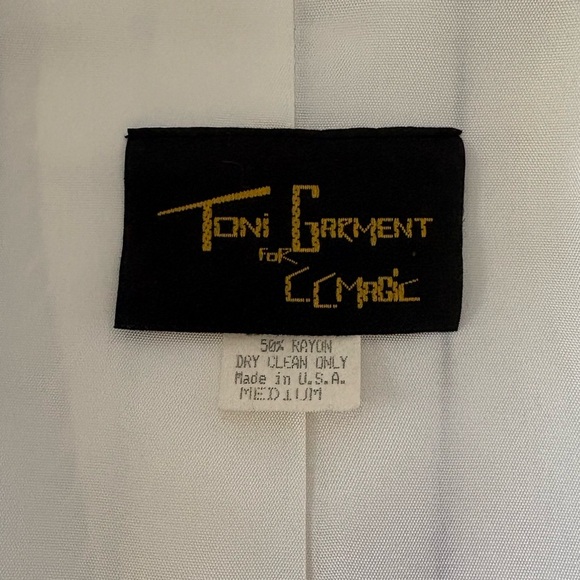 Toni Garment
FOR
C.C. Magic
50% RAYON
DRY CLEAN ONLY
Made in U.S.A.
MEDIUM